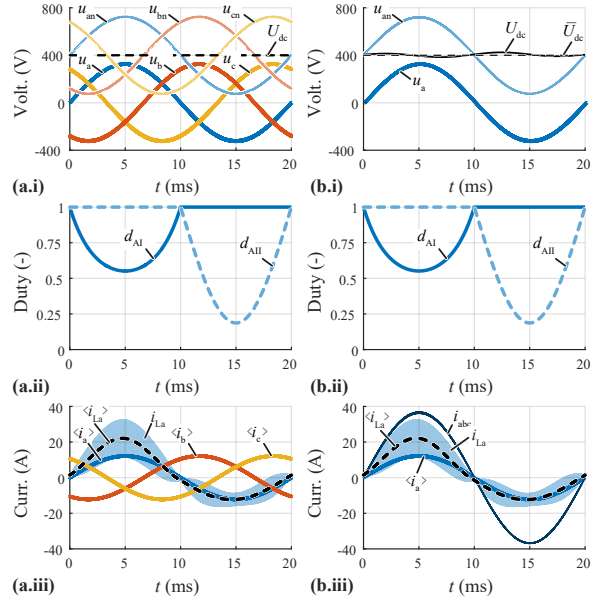 u_an u_bn u_cn U_dc
u_a u_b u_c
Volt. (V)
800
400
0
-400
0 5 10 15 20
(a.i) t (ms)
u_an U_dc Ū_dc
u_a
Volt. (V)
800
400
0
-400
0 5 10 15 20
(b.i) t (ms)
d_AI d_AII
Duty (-)
1
0.75
0.5
0.25
0
0 5 10 15 20
(a.ii) t (ms)
d_AI d_AII
Duty (-)
1
0.75
0.5
0.25
0
0 5 10 15 20
(b.ii) t (ms)
⟨i_La⟩ i_La
⟨i_a⟩ ⟨i_b⟩ ⟨i_c⟩
Curr. (A)
40
20
0
-20
-40
0 5 10 15 20
(a.iii) t (ms)
⟨i_La⟩ i_abc
i_La
⟨i_a⟩
Curr. (A)
40
20
0
-20
-40
0 5 10 15 20
(b.iii) t (ms)